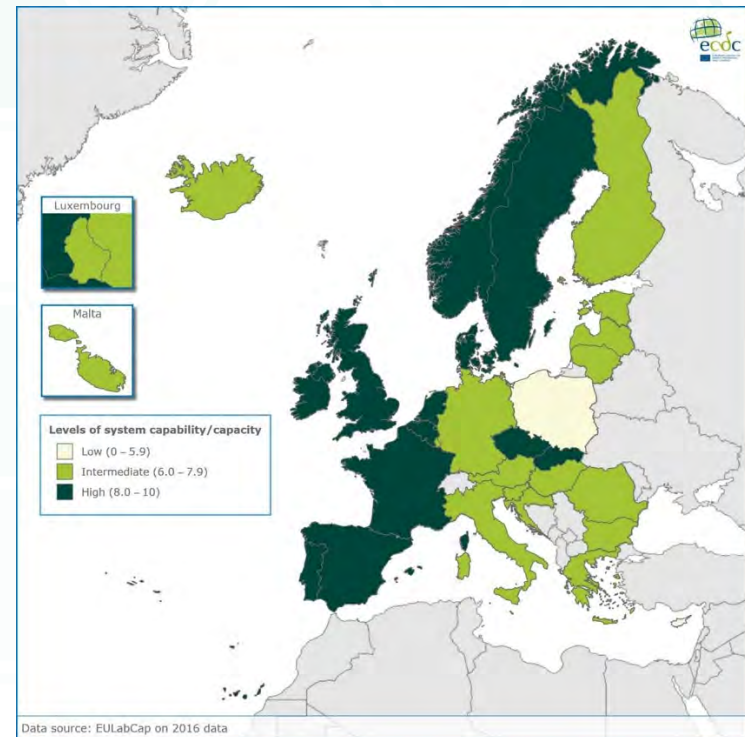 ecdc
Luxembourg
Malta
Levels of system capability/capacity
Low (0 – 5.9)
Intermediate (6.0 – 7.9)
High (8.0 – 10)
Data source: EULabCap on 2016 data